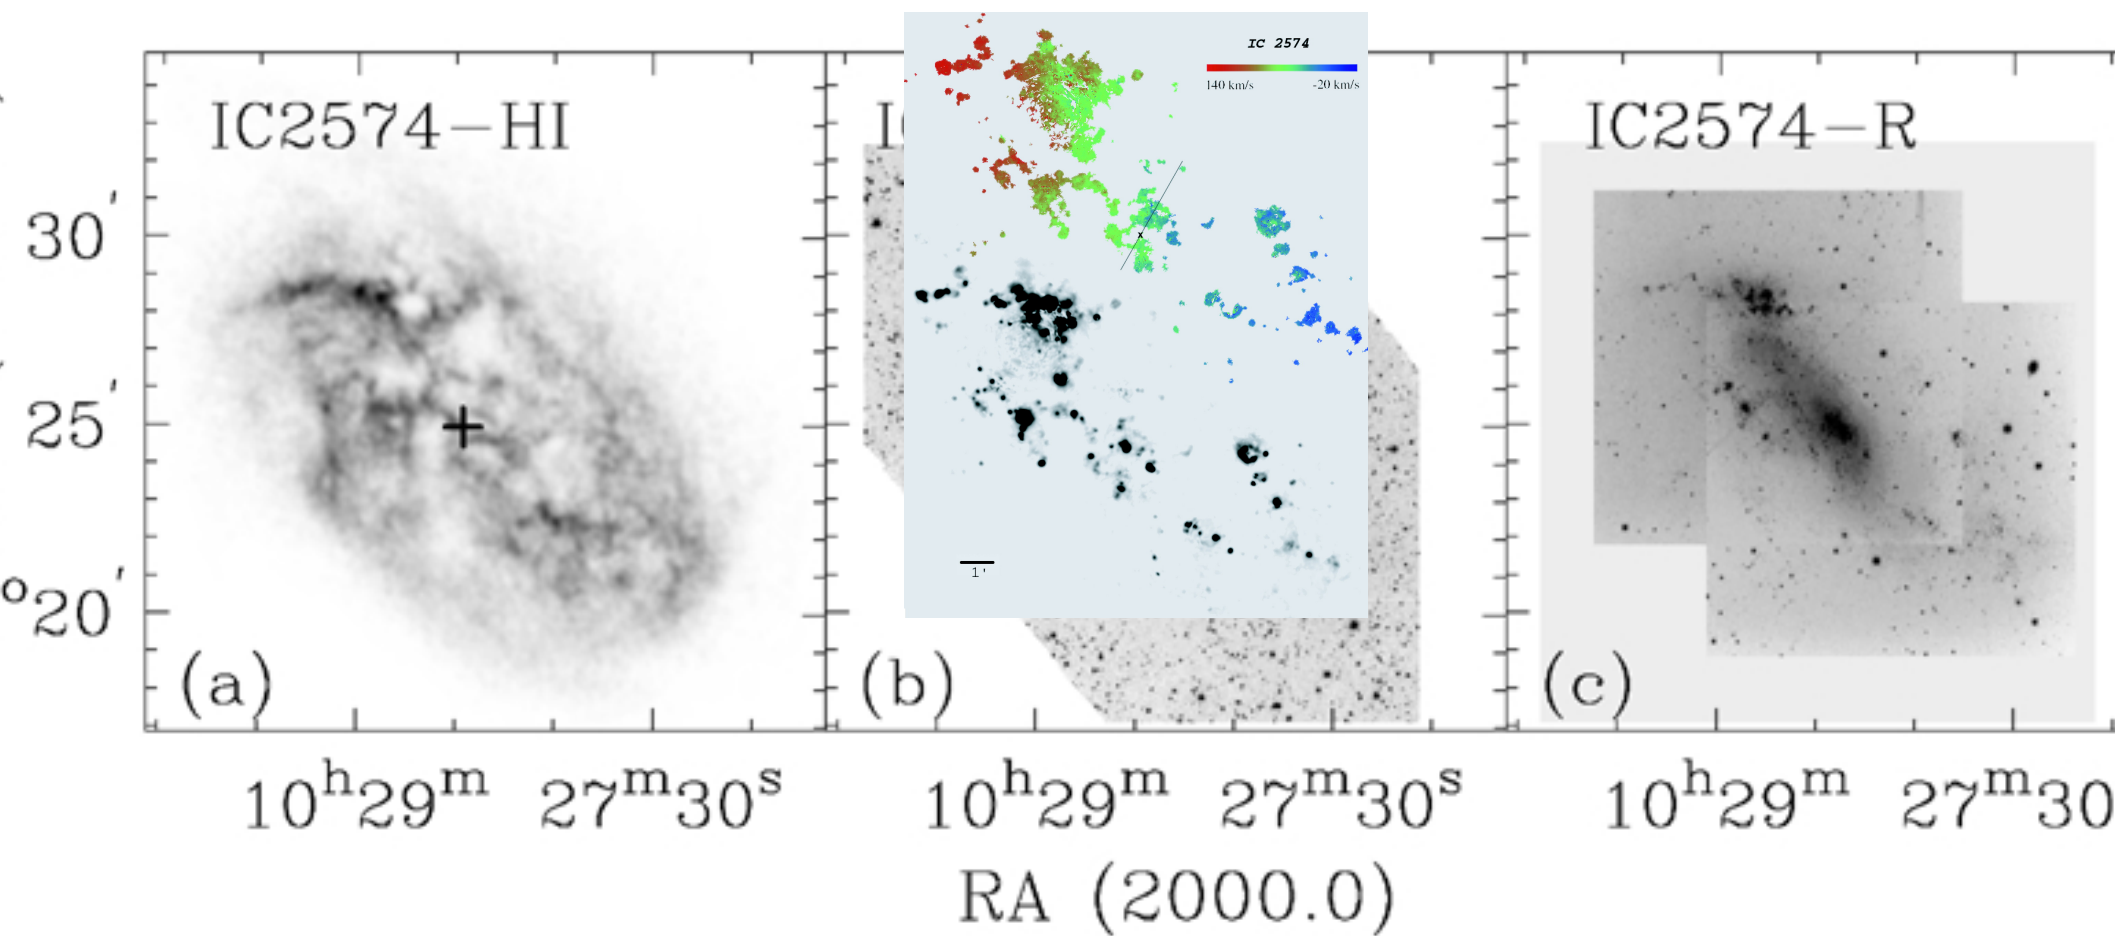 IC 2574
140 km/s -20 km/s
IC2574-HI I IC2574-R
30'
25'
°20'
1'
(a) (b) (c)
10h29m 27m30s 10h29m 27m30s 10h29m 27m30
RA (2000.0)